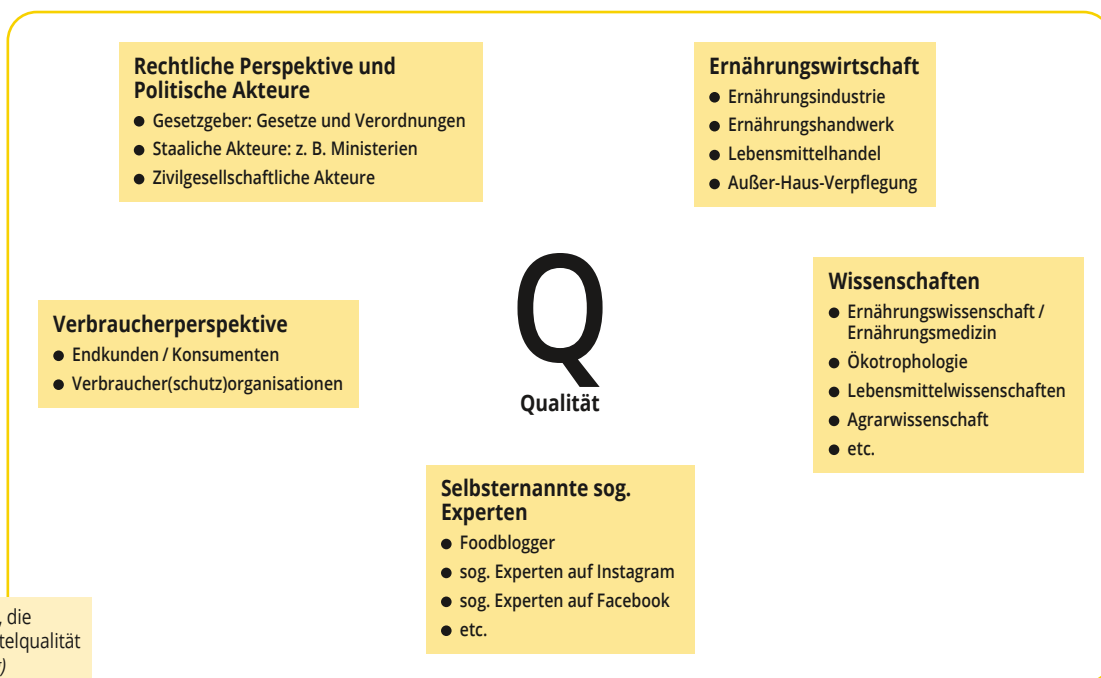 Rechtliche Perspektive und
Politische Akteure
● Gesetzgeber: Gesetze und Verordnungen
● Staaliche Akteure: z. B. Ministerien
● Zivilgesellschaftliche Akteure
Ernährungswirtschaft
● Ernährungsindustrie
● Ernährungshandwerk
● Lebensmittelhandel
● Außer-Haus-Verpflegung
Verbraucherperspektive
● Endkunden / Konsumenten
● Verbraucher(schutz)organisationen
Q
Qualität
Wissenschaften
● Ernährungswissenschaft /
Ernährungsmedizin
● Ökotrophologie
● Lebensmittelwissenschaften
● Agrarwissenschaft
● etc.
Selbsternannte sog.
Experten
● Foodblogger
● sog. Experten auf Instagram
● sog. Experten auf Facebook
● etc.
, die
telqualität